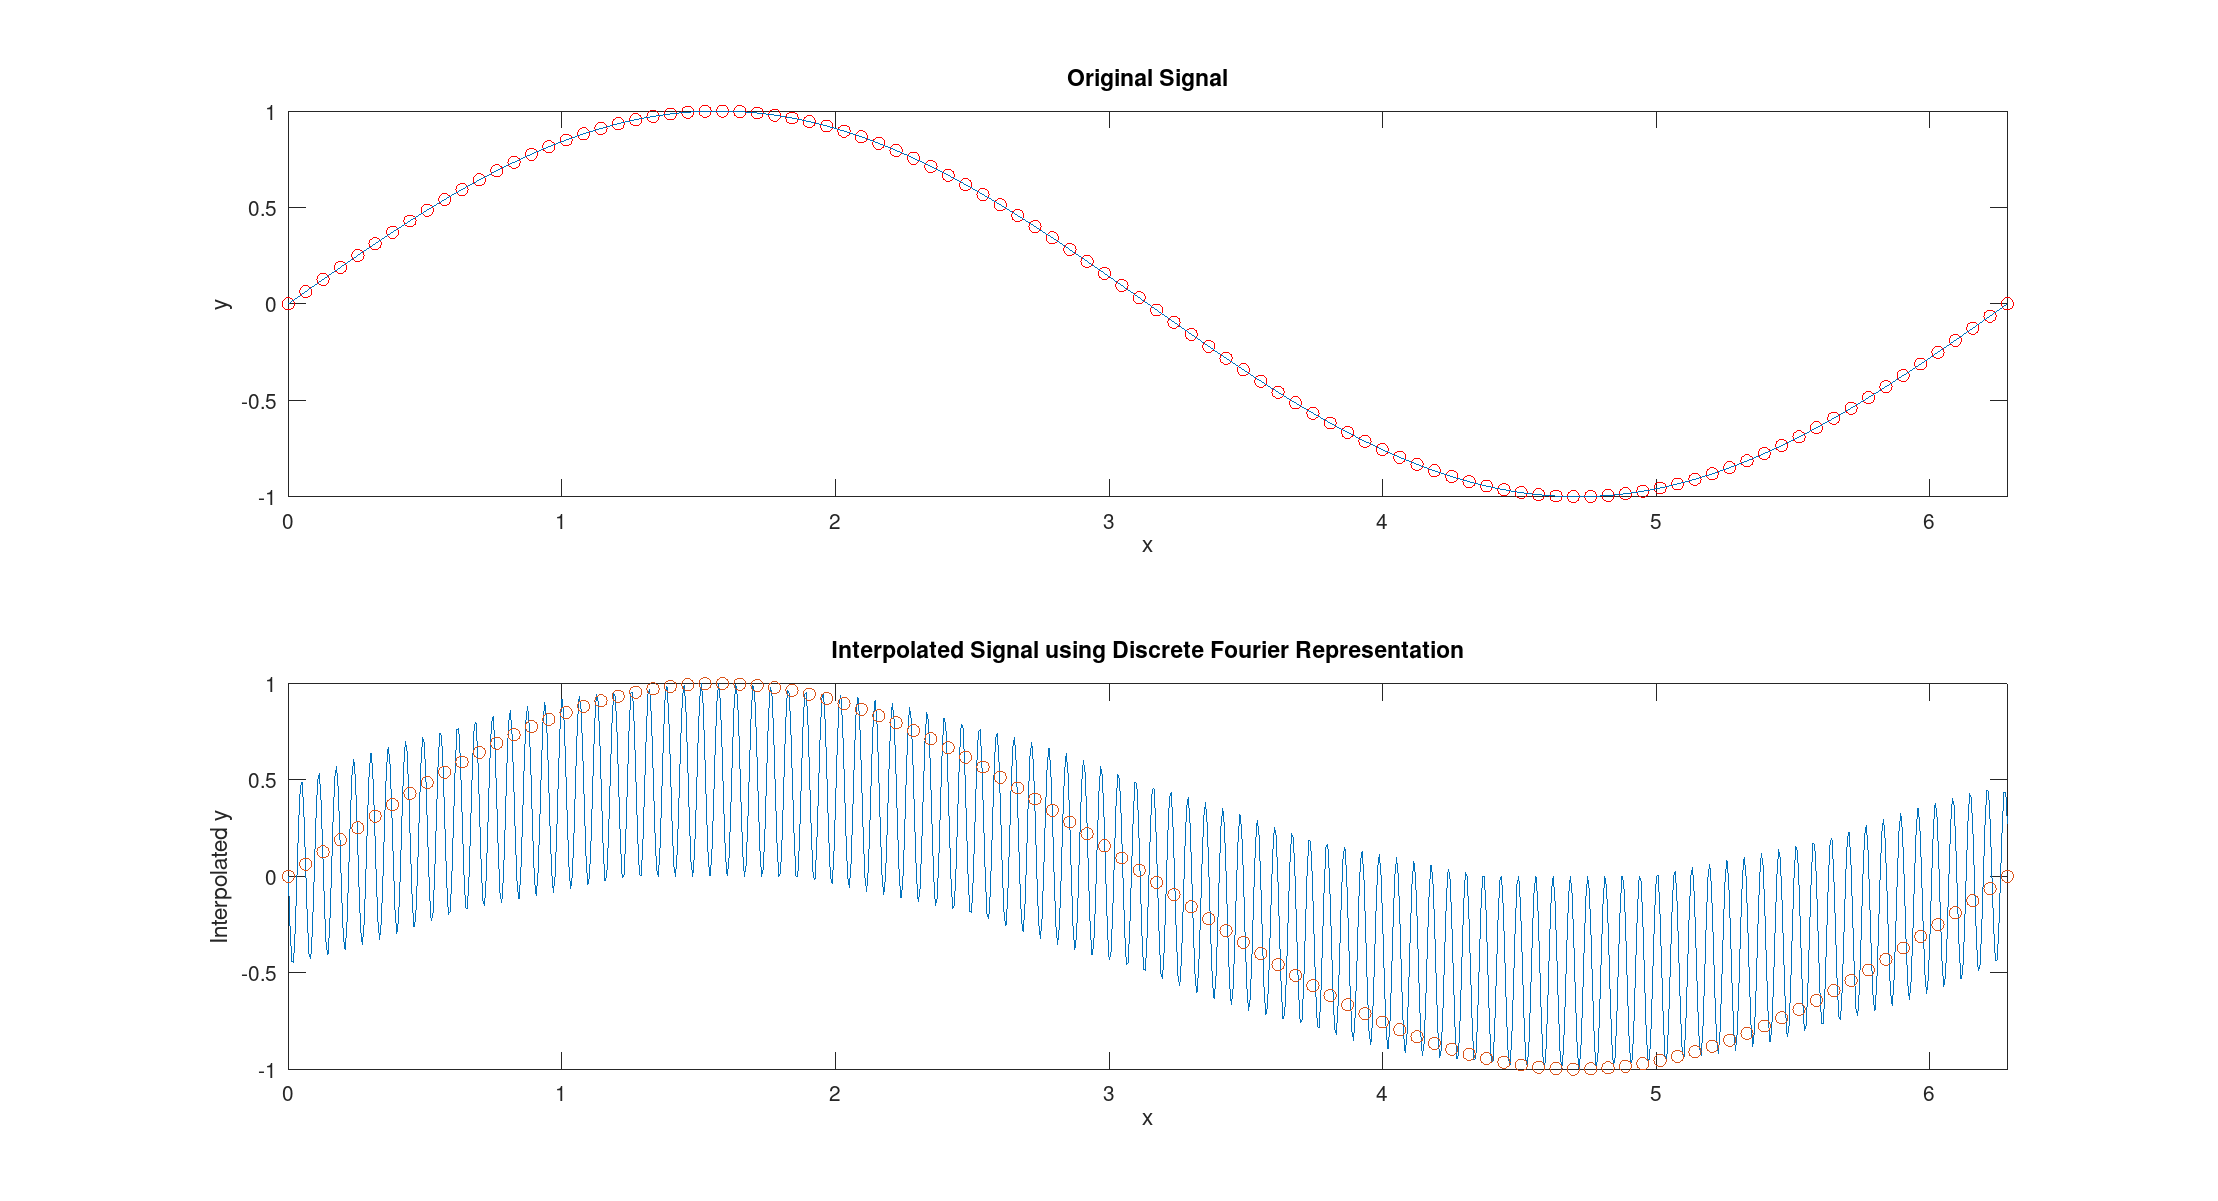 Original Signal
1
0.5
0
-0.5
-1
y
0 1 2 3 4 5 6
x
Interpolated Signal using Discrete Fourier Representation
1
0.5
0
-0.5
-1
Interpolated y
0 1 2 3 4 5 6
x